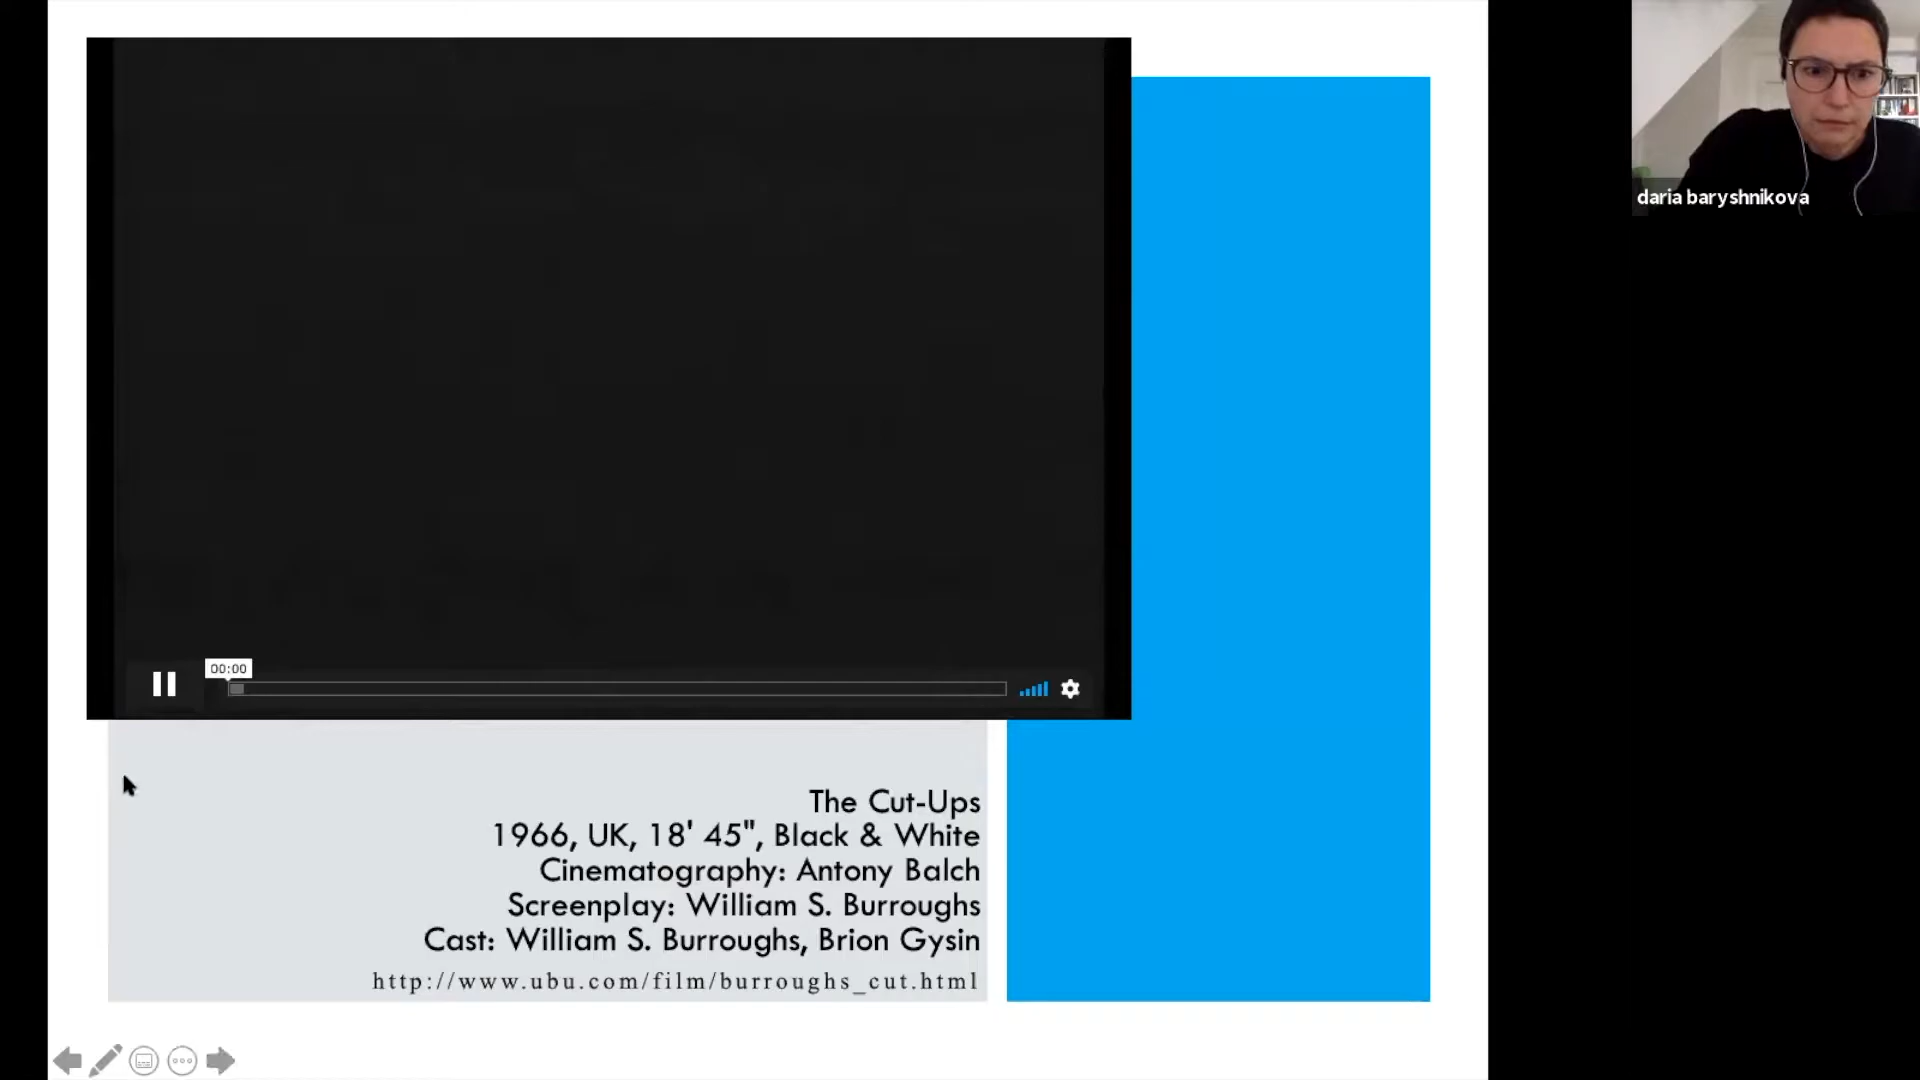 daria baryshnikova
00:00
The Cut-Ups
1966, UK, 18' 45", Black & White
Cinematography: Antony Balch
Screenplay: William S. Burroughs
Cast: William S. Burroughs, Brion Gysin
http://www.ubu.com/film/burroughs_cut.html